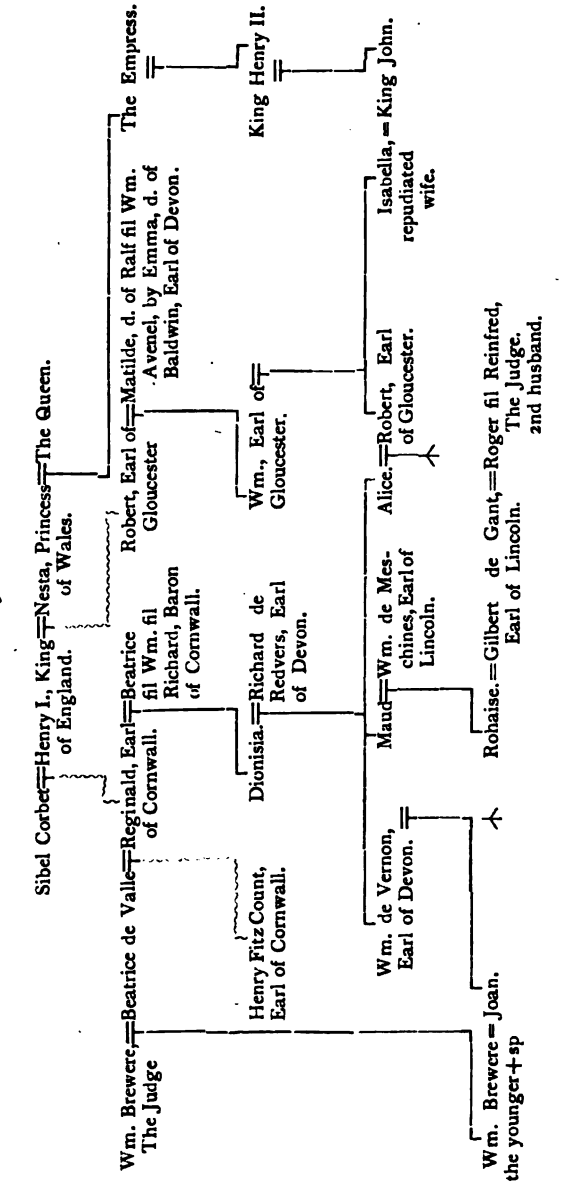 Sibel Corbet=Henry I., King=Nesta, Princess=The Queen.
of England.
of Wales.
Wm. Brewere,=Beatrice de Valle=Reginald, Earl=Beatrice
The Judge
of Cornwall.
fil Wm. fil
Richard, Baron
of Cornwall.
Robert, Earl of=Matilde, d. of Ralf fil Wm.
Gloucester
Avenel, by Emma, d. of
Baldwin, Earl of Devon.
The Empress.
=
Henry Fitz Count,
Earl of Cornwall.
Dionisia.=Richard de
Redvers, Earl
of Devon.
Wm., Earl of=
Gloucester.
King Henry II.
=
Wm. de Vernon,
Earl of Devon.
=
Maud=Wm. de Mes-
chines, Earl of
Lincoln.
Alice.=Robert, Earl
of Gloucester.
Isabella,=King John.
repudiated
wife.
Wm. Brewere=Joan.
the younger+sp
Rohaise.=Gilbert de Gant,=Roger fil Reinfred,
Earl of Lincoln.
The Judge.
2nd husband.